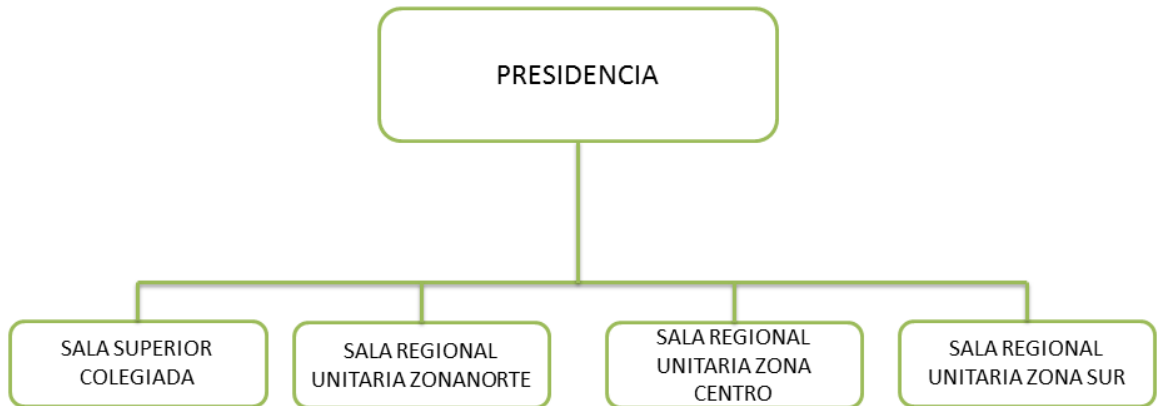 PRESIDENCIA
SALA SUPERIOR
COLEGIADA
SALA REGIONAL
UNITARIA ZONANORTE
SALA REGIONAL
UNITARIA ZONA
CENTRO
SALA REGIONAL
UNITARIA ZONA SUR